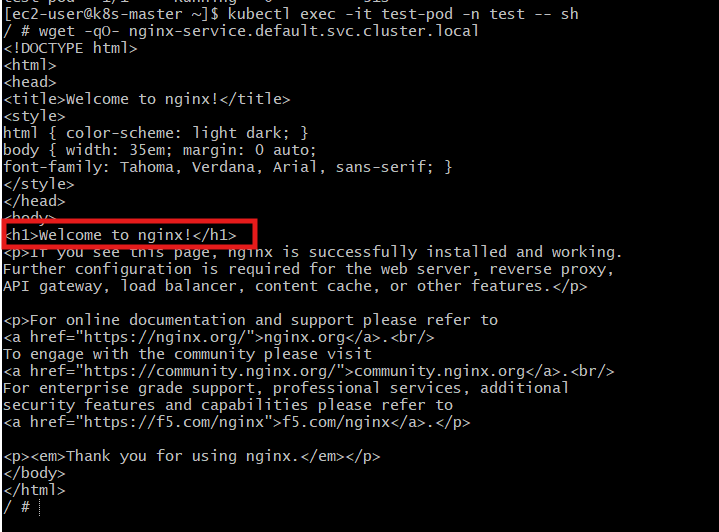 [ec2-user@k8s-master ~]$ kubectl exec -it test-pod -n test -- sh
/ # wget -qO- nginx-service.default.svc.cluster.local
<!DOCTYPE html>
<html>
<head>
<title>Welcome to nginx!</title>
<style>
html { color-scheme: light dark; }
body { width: 35em; margin: 0 auto;
font-family: Tahoma, Verdana, Arial, sans-serif; }
</style>
</head>
<body>
<h1>Welcome to nginx!</h1>
<p>If you see this page, nginx is successfully installed and working.
Further configuration is required for the web server, reverse proxy,
API gateway, load balancer, content cache, or other features.</p>

<p>For online documentation and support please refer to
<a href="https://nginx.org/">nginx.org</a>.<br/>
To engage with the community please visit
<a href="https://community.nginx.org/">community.nginx.org</a>.<br/>
For enterprise grade support, professional services, additional
security features and capabilities please refer to
<a href="https://f5.com/nginx">f5.com/nginx</a>.</p>

<p><em>Thank you for using nginx.</em></p>
</body>
</html>
/ #